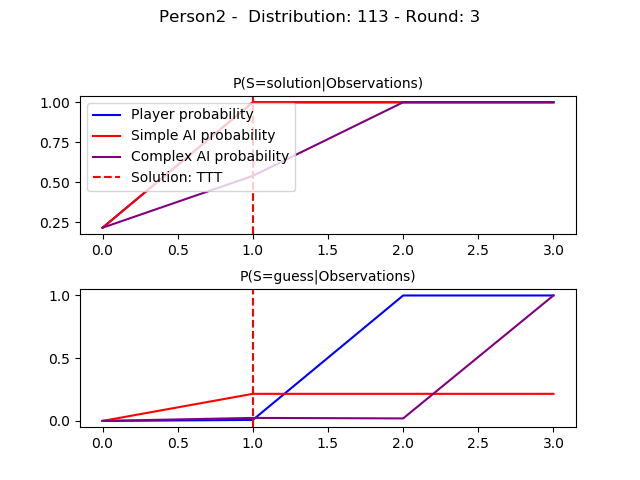 Person2 -  Distribution: 113 - Round: 3
P(S=solution|Observations)
1.00
0.75
0.50
0.25
Player probability
Simple AI probability
Complex AI probability
Solution: TTT
0.0 0.5 1.0 1.5 2.0 2.5 3.0
P(S=guess|Observations)
1.0
0.5
0.0
0.0 0.5 1.0 1.5 2.0 2.5 3.0